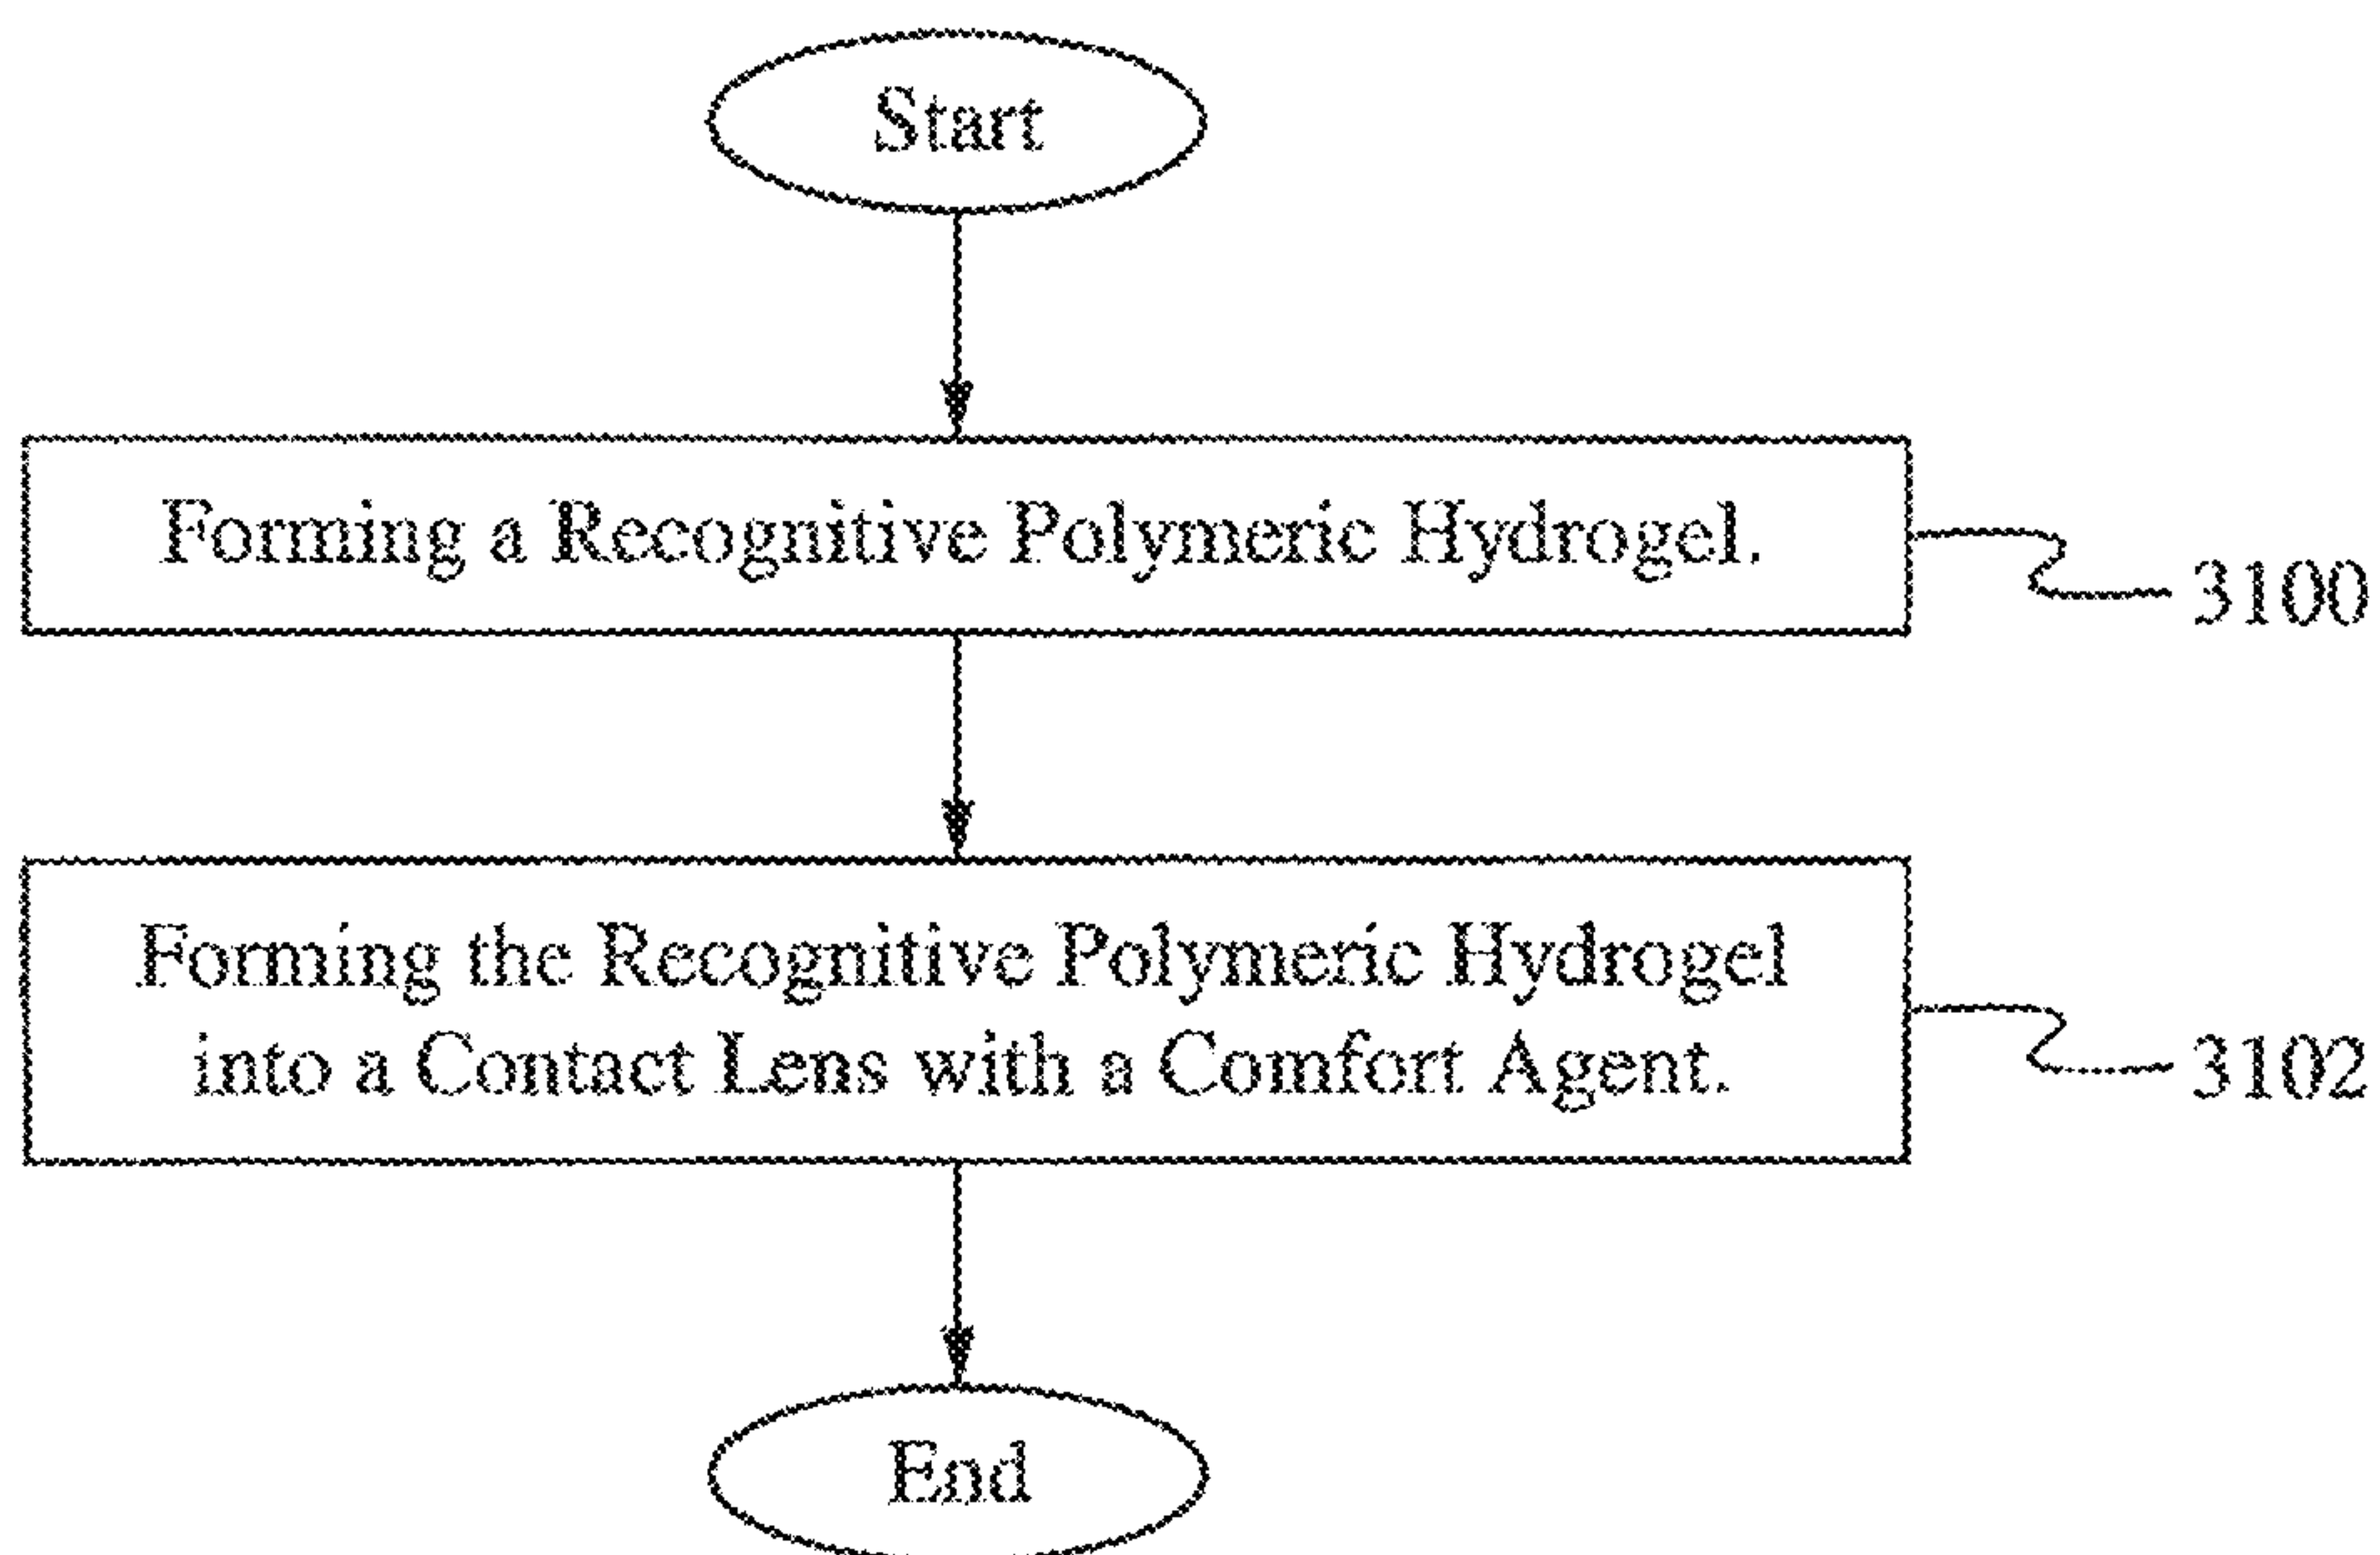 Start
Forming a Recognitive Polymeric Hydrogel.
3100
Forming the Recognitive Polymeric Hydrogel
into a Contact Lens with a Comfort Agent.
3102
End